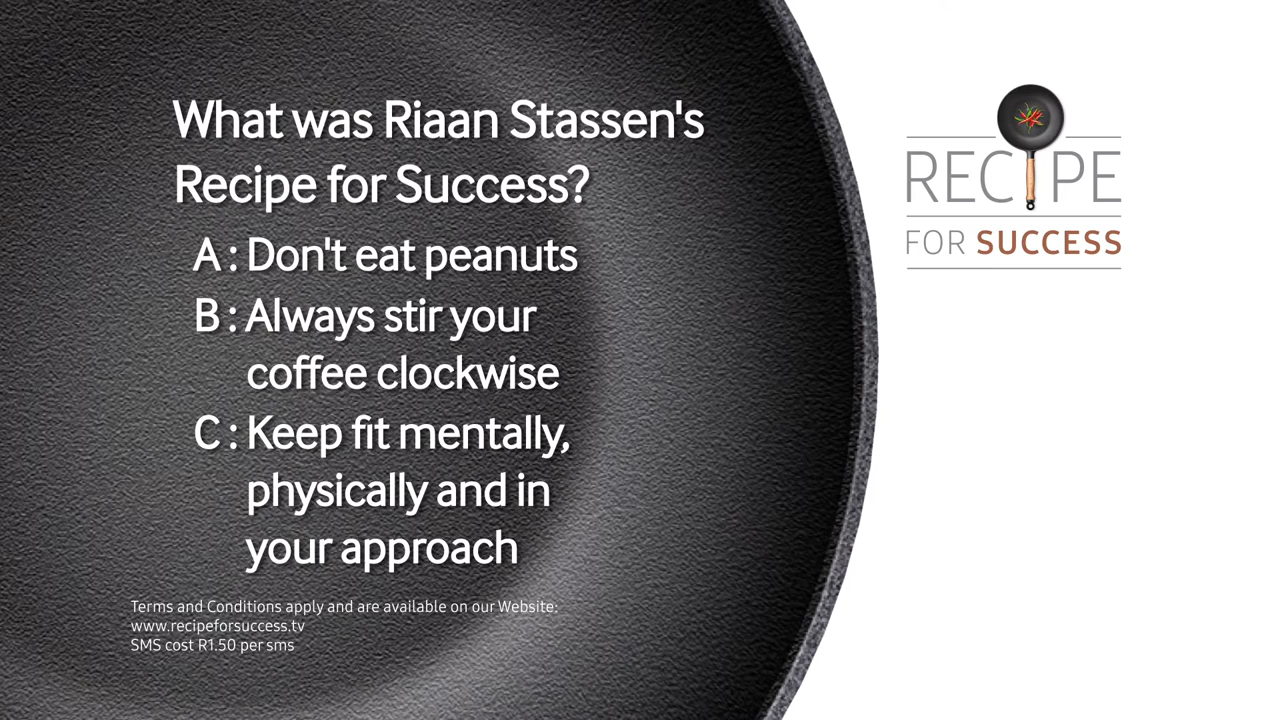 What was Riaan Stassen's
Recipe for Success?
A : Don't eat peanuts
B : Always stir your
coffee clockwise
C : Keep fit mentally,
physically and in
your approach
Terms and Conditions apply and are available on our Website:
www.recipeforsuccess.tv
SMS cost R1.50 per sms
RECIPE
FOR SUCCESS